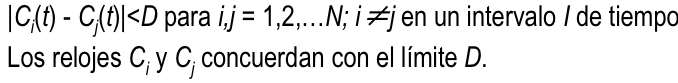 |Cᵢ(t) - Cⱼ(t)|<D para i,j = 1,2,…N; i ≠j en un intervalo I de tiempo
Los relojes Cᵢ y Cⱼ concuerdan con el límite D.